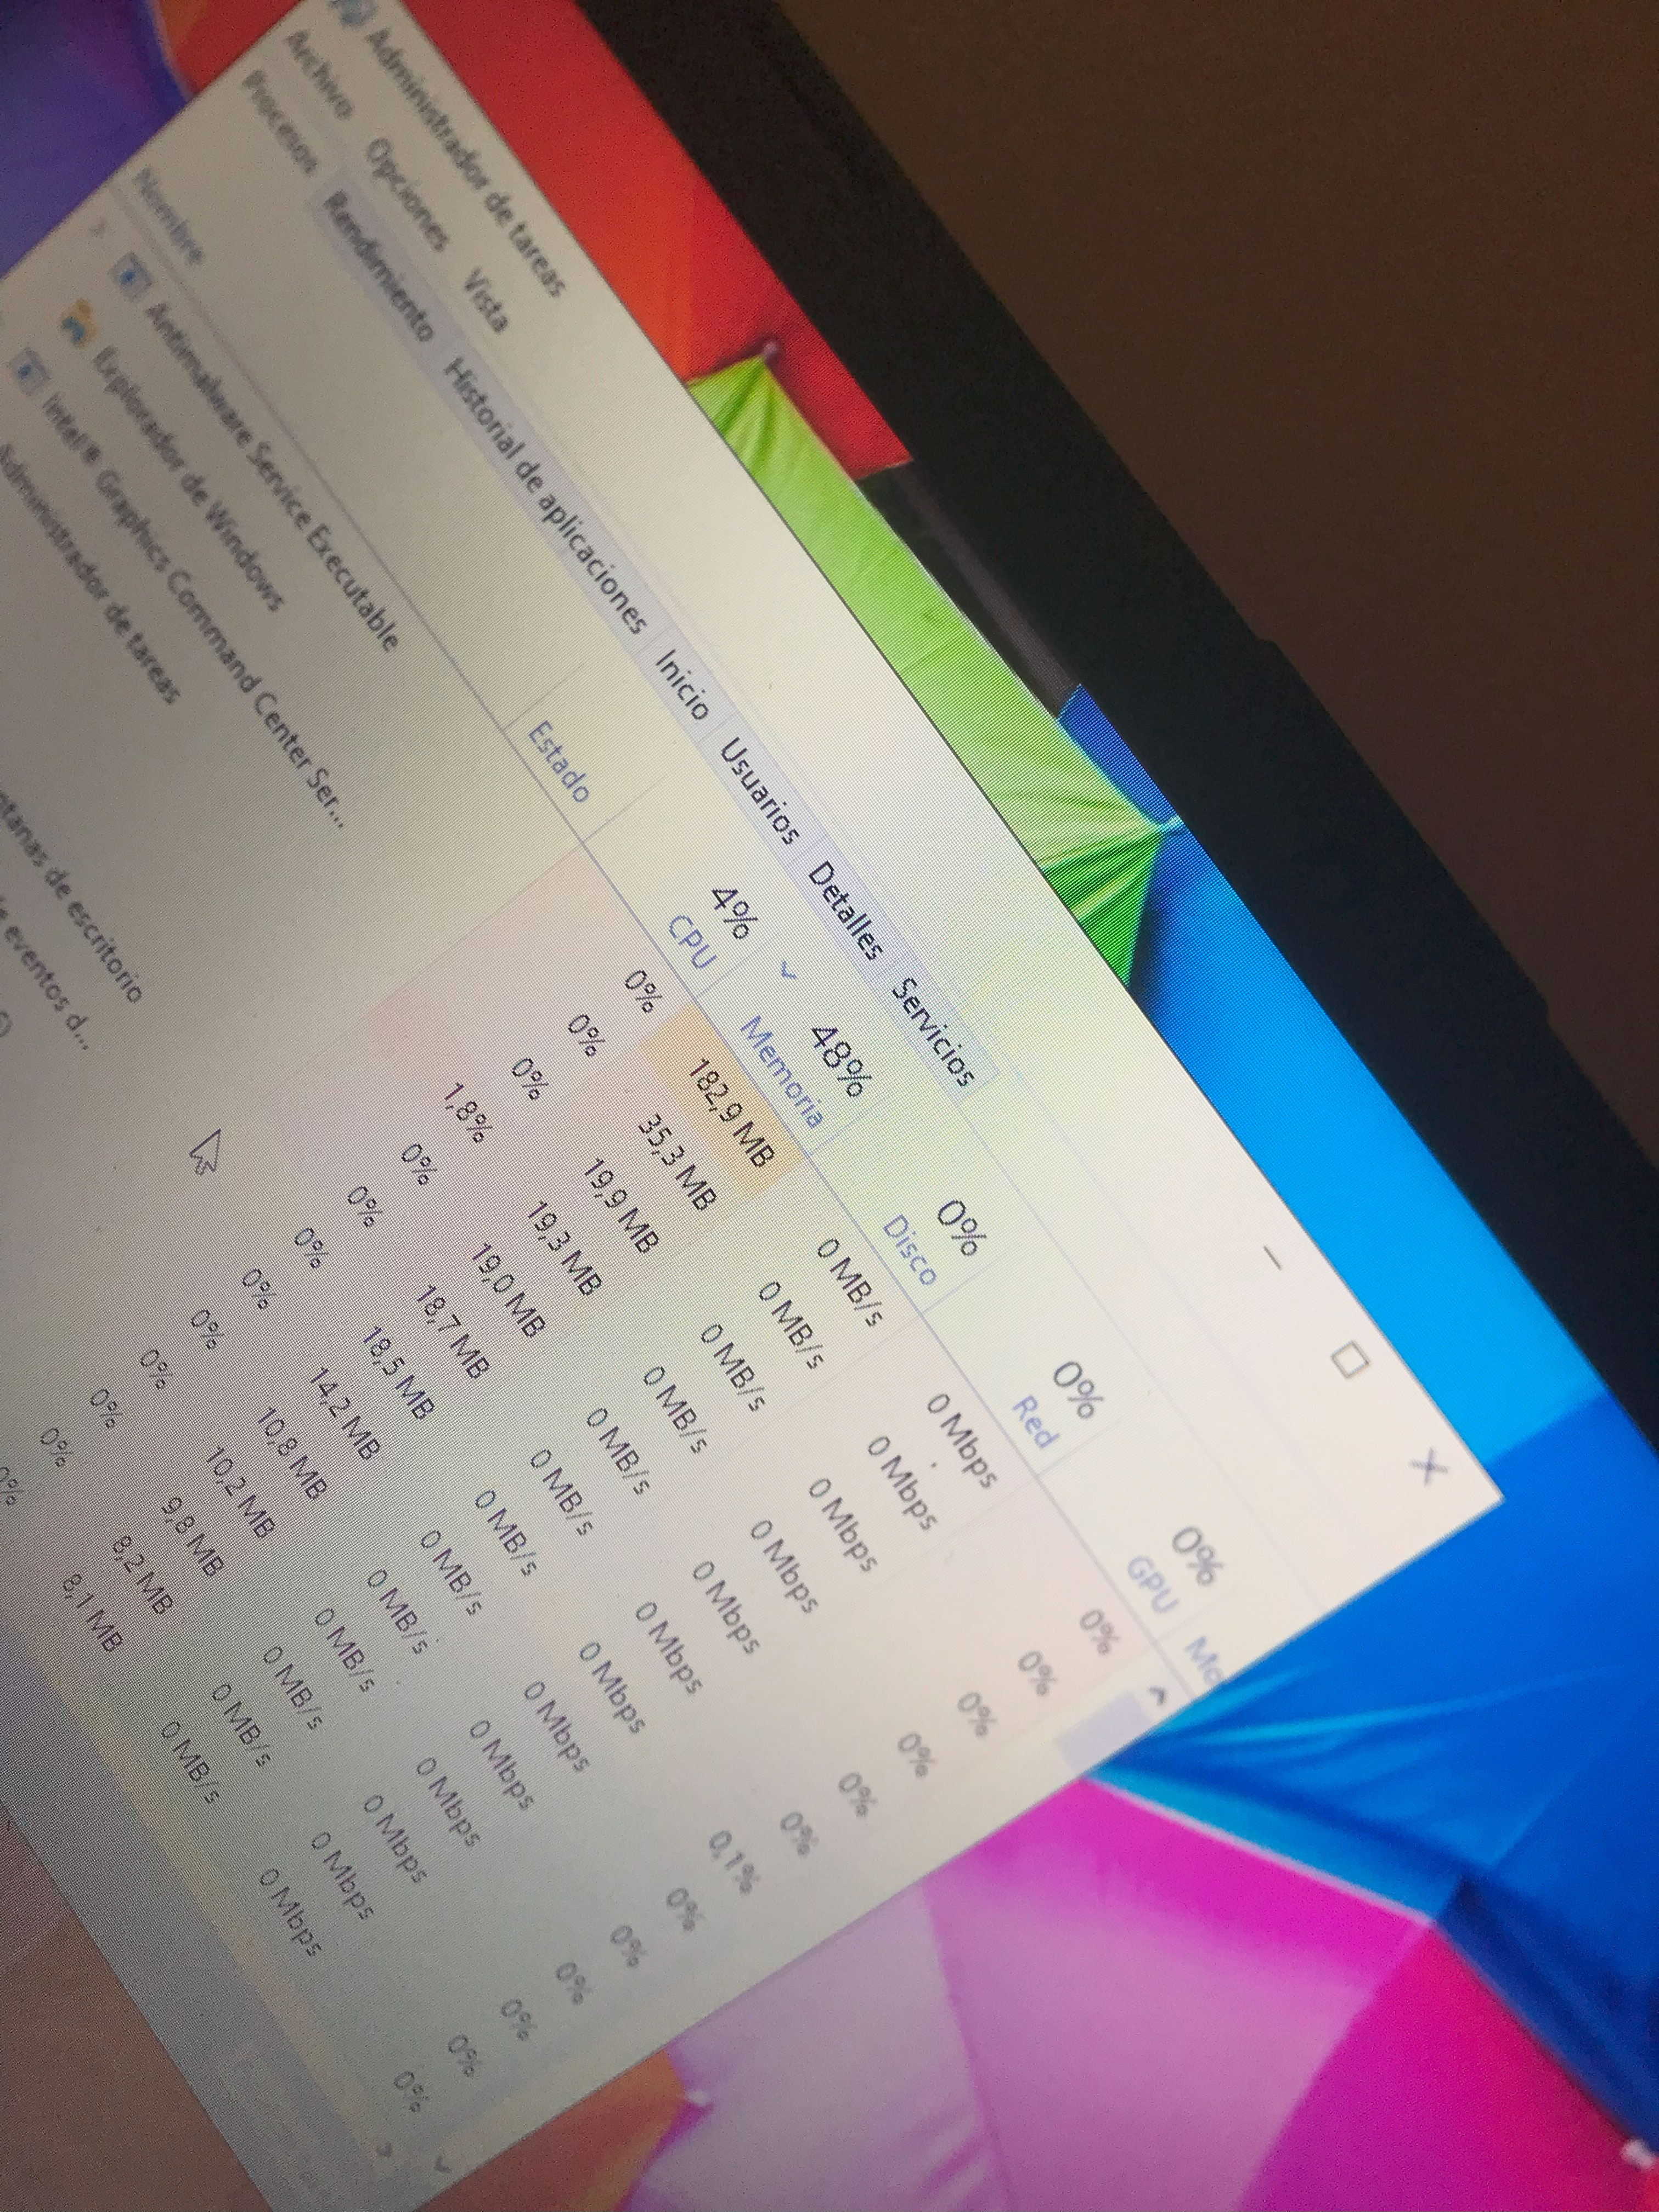 Administrador de tareas
Archivo Opciones Vista
Procesos Rendimiento Historial de aplicaciones Inicio Usuarios Detalles Servicios
4% 48% 0% 0% 0%
Nombre Estado CPU Memoria Disco Red GPU Mo
Antimalware Service Executable 0% 182,9 MB 0 MB/s 0 Mbps 0%
Explorador de Windows 0% 35,3 MB 0 MB/s 0 Mbps 0%
Intel® Graphics Command Center Ser... 0% 19,9 MB 0 MB/s 0 Mbps 0%
Administrador de tareas 1,8% 19,3 MB 0 MB/s 0 Mbps 0%
0% 19,0 MB 0 MB/s 0 Mbps 0%
0% 18,7 MB 0 MB/s 0 Mbps 0%
ntanas de escritorio 0% 18,5 MB 0 MB/s 0 Mbps 0,1%
e eventos d... 0% 14,2 MB 0 MB/s 0 Mbps 0%
0% 10,8 MB 0 MB/s 0 Mbps 0%
0% 10,2 MB 0 MB/s 0 Mbps 0%
0% 9,8 MB 0 MB/s 0 Mbps 0%
0% 8,2 MB 0 MB/s 0 Mbps 0%
0% 8,1 MB 0 MB/s 0 Mbps 0%